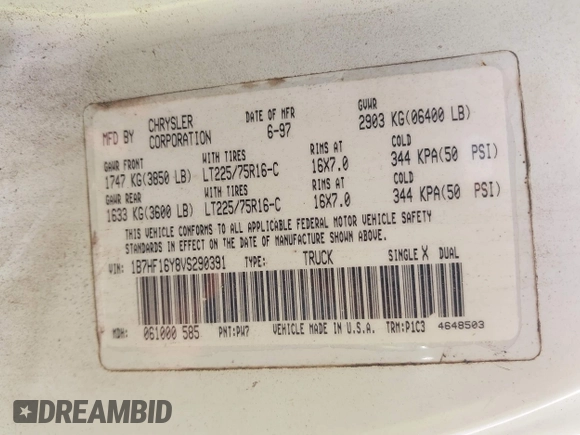 MFD BY CHRYSLER CORPORATION DATE OF MFR 6-97 GVWR 2903 KG(06400 LB)
GAWR FRONT WITH TIRES RIMS AT COLD
1747 KG(3850 LB) LT225/75R16-C 16X7.0 344 KPA(50 PSI)
GAWR REAR WITH TIRES RIMS AT COLD
1633 KG(3600 LB) LT225/75R16-C 16X7.0 344 KPA(50 PSI)
THIS VEHICLE CONFORMS TO ALL APPLICABLE FEDERAL MOTOR VEHICLE SAFETY
STANDARDS IN EFFECT ON THE DATE OF MANUFACTURE SHOWN ABOVE.
VIN: 1B7HF16Y8VS290391 TYPE: TRUCK SINGLE X DUAL
MDH: 061000 585 PNT:PW7 VEHICLE MADE IN U.S.A. TRM:P1C3 4648503
DREAMBID